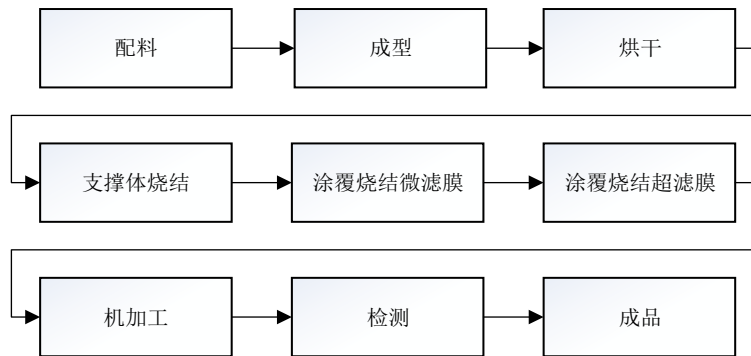 配料
成型
烘干
支撑体烧结
涂覆烧结微滤膜
涂覆烧结超滤膜
机加工
检测
成品